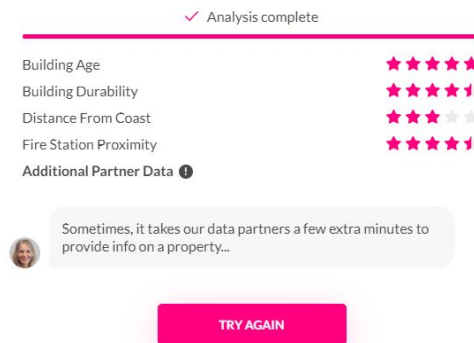 Analysis complete
Building Age
Building Durability
Distance From Coast
Fire Station Proximity
Additional Partner Data
Sometimes, it takes our data partners a few extra minutes to
provide info on a property...
TRY AGAIN